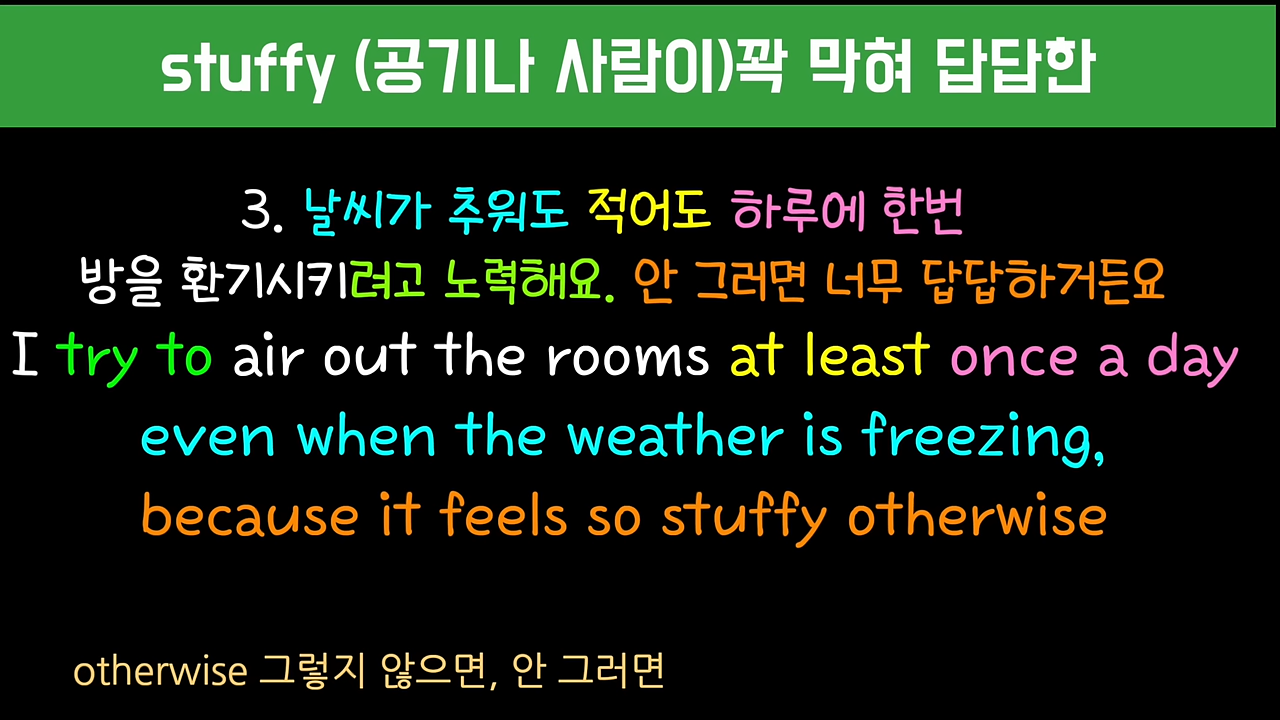 stuffy (공기나 사람이)꽉 막혀 답답한
3. 날씨가 추워도 적어도 하루에 한번
방을 환기시키려고 노력해요. 안 그러면 너무 답답하거든요
I try to air out the rooms at least once a day
even when the weather is freezing,
because it feels so stuffy otherwise
otherwise 그렇지 않으면, 안 그러면